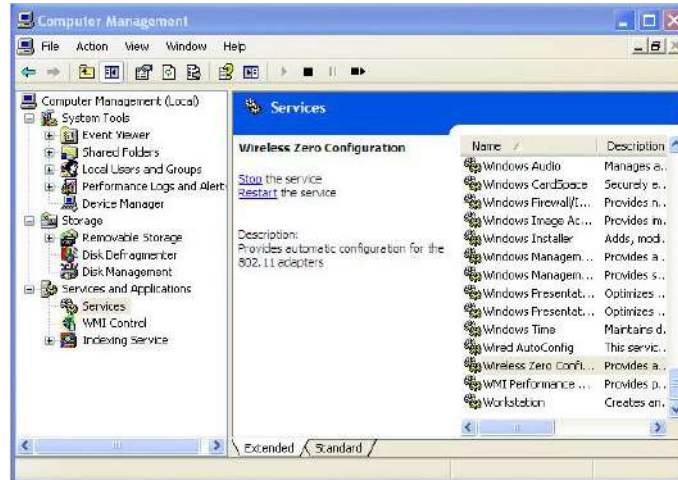 Computer Management
File Action View Window Help
Computer Management (Local)
System Tools
Event Viewer
Shared Folders
Local Users and Groups
Performance Logs and Alert
Device Manager
Storage
Removable Storage
Disk Defragmenter
Disk Management
Services and Applications
Services
WMI Control
Indexing Service
Services
Wireless Zero Configuration
Stop the service
Restart the service
Description:
Provides automatic configuration for the
802.11 adapters
Name Description
Windows Audio Manages a..
Windows CardSpace Securely e..
Windows Firewall/I... Provides n..
Windows Image Ac... Provides im.
Windows Installer Adds, modi.
Windows Managem... Provides a .
Windows Managem... Provides s..
Windows Presentat... Optimizes ..
Windows Presentat... Optimizes ..
Windows Time Maintains d.
Wired AutoConfig This servic..
Wireless Zero Confi... Provides a..
WMI Performance ... Provides p..
Workstation Creates an.
Extended Standard